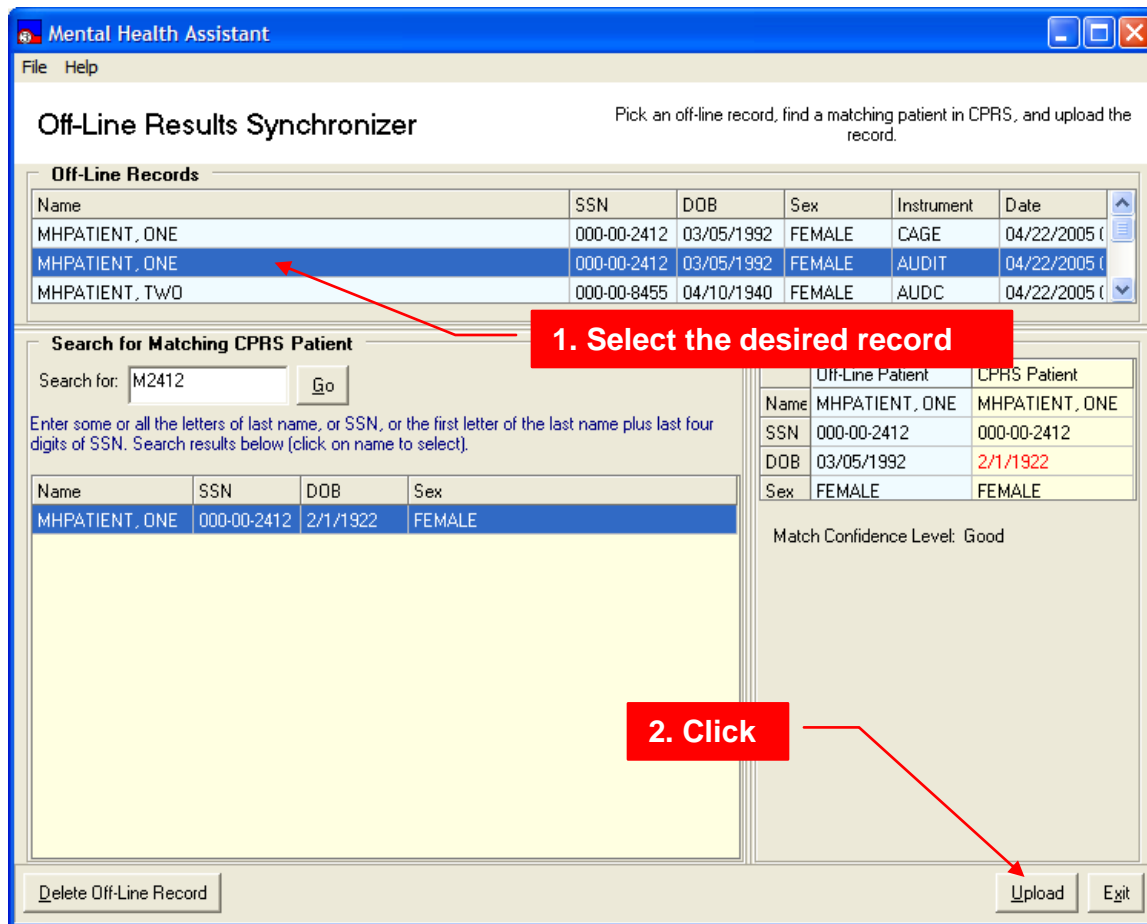 Mental Health Assistant
File Help
Off-Line Results Synchronizer
Pick an off-line record, find a matching patient in CPRS, and upload the
record.
Off-Line Records
Name SSN DOB Sex Instrument Date
MHPATIENT, ONE 000-00-2412 03/05/1992 FEMALE CAGE 04/22/2005 (
MHPATIENT, ONE 000-00-2412 03/05/1992 FEMALE AUDIT 04/22/2005 (
MHPATIENT, TWO 000-00-8455 04/10/1940 FEMALE AUDC 04/22/2005 (
1. Select the desired record
Search for Matching CPRS Patient
Search for: M2412 Go
Enter some or all the letters of last name, or SSN, or the first letter of the last name plus last four
digits of SSN. Search results below (click on name to select).
Name SSN DOB Sex
MHPATIENT, ONE 000-00-2412 2/1/1922 FEMALE
Off-Line Patient CPRS Patient
Name MHPATIENT, ONE MHPATIENT, ONE
SSN 000-00-2412 000-00-2412
DOB 03/05/1992 2/1/1922
Sex FEMALE FEMALE
Match Confidence Level: Good
2. Click
Delete Off-Line Record Upload Exit